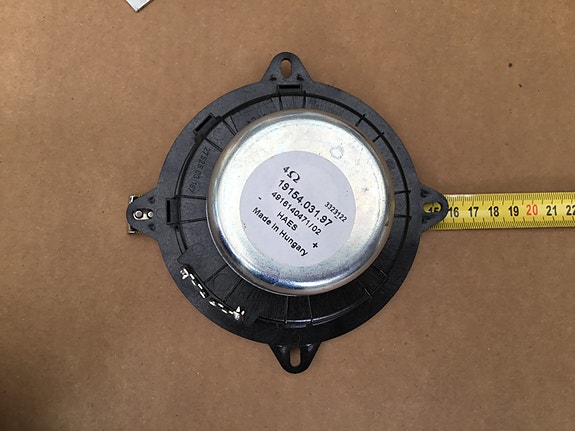 4Ω
19154.031.97
3323122
4916140471/02
HAES
- +
Made in Hungary
16 17 18 19 20 21 22